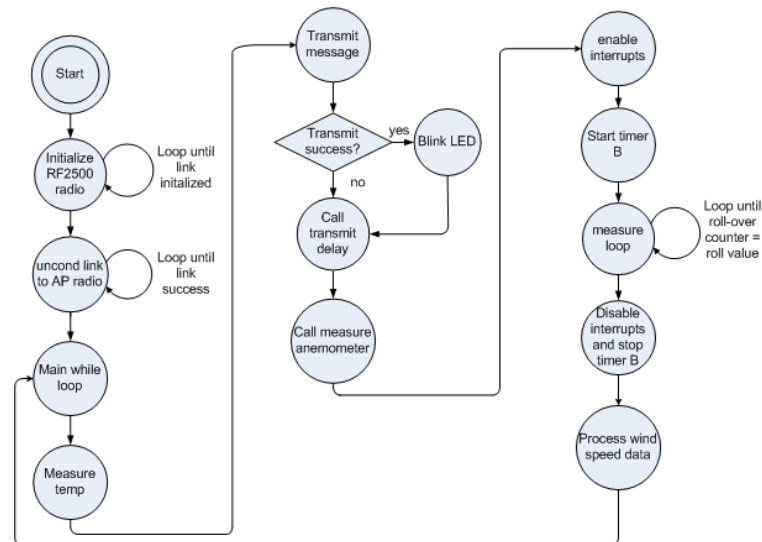 Start
Initialize
RF2500
radio
Loop until
link
initalized
uncond link
to AP radio
Loop until
link
success
Main while
loop
Measure
temp
Transmit
message
Transmit
success?
yes
Blink LED
no
Call
transmit
delay
Call measure
anemometer
enable
interrupts
Start timer
B
measure
loop
Loop until
roll-over
counter =
roll value
Disable
interrupts
and stop
timer B
Process wind
speed data